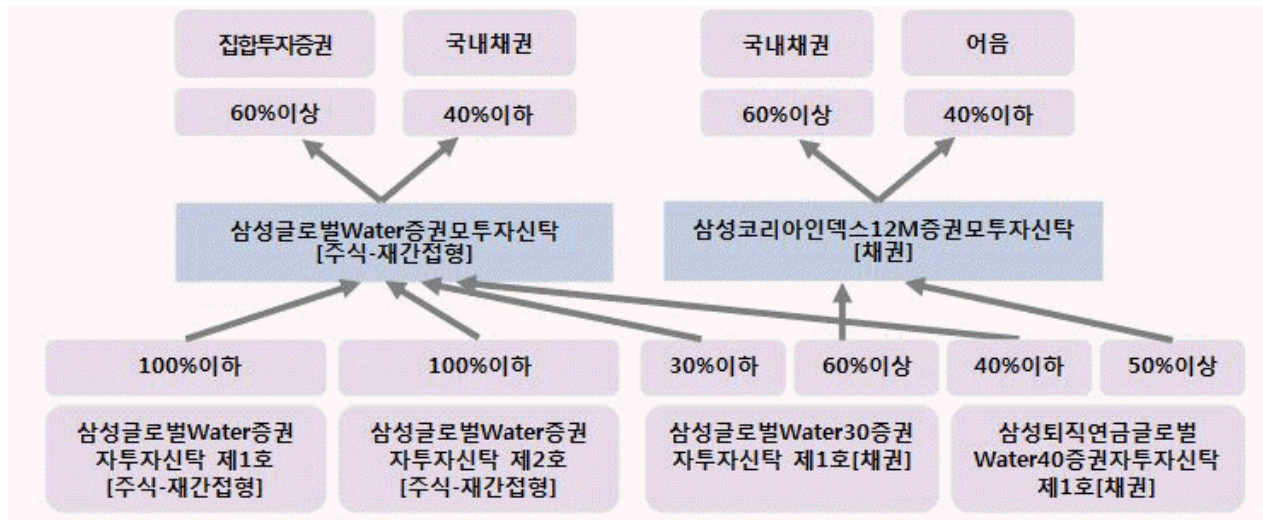 집합투자증권 국내채권 국내채권 어음
60%이상 40%이하 60%이상 40%이하
삼성글로벌Water증권모투자신탁
[주식-재간접형]
삼성코리아인덱스12M증권모투자신탁
[채권]
100%이하 100%이하 30%이하 60%이상 40%이하 50%이상
삼성글로벌Water증권
자투자신탁 제1호
[주식-재간접형]
삼성글로벌Water증권
자투자신탁 제2호
[주식-재간접형]
삼성글로벌Water30증권
자투자신탁 제1호[채권]
삼성퇴직연금글로벌
Water40증권자투자신탁
제1호[채권]